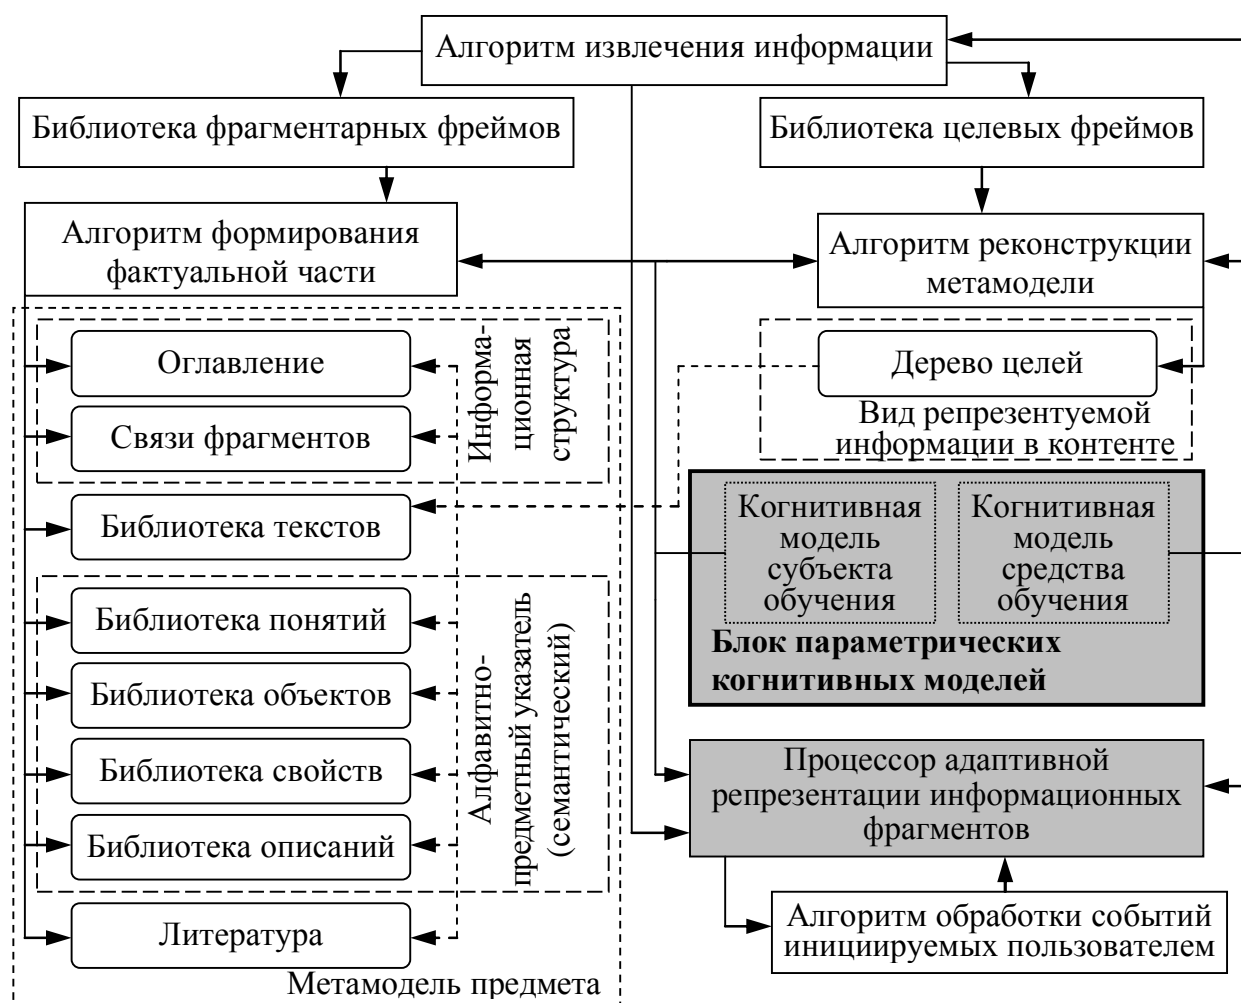 Алгоритм извлечения информации
Библиотека фрагментарных фреймов
Библиотека целевых фреймов
Алгоритм формирования
фактуальной части
Алгоритм реконструкции
метамодели
Оглавление
Связи фрагментов
Информа-
ционная
структура
Дерево целей
Вид репрезентуемой
информации в контенте
Библиотека текстов
Когнитивная
модель
субъекта
обучения
Когнитивная
модель
средства
обучения
Блок параметрических
когнитивных моделей
Библиотека понятий
Библиотека объектов
Библиотека свойств
Библиотека описаний
Алфавитно-
предметный указатель
(семантический)
Процессор адаптивной
репрезентации информационных
фрагментов
Литература
Алгоритм обработки событий
инициируемых пользователем
Метамодель предмета